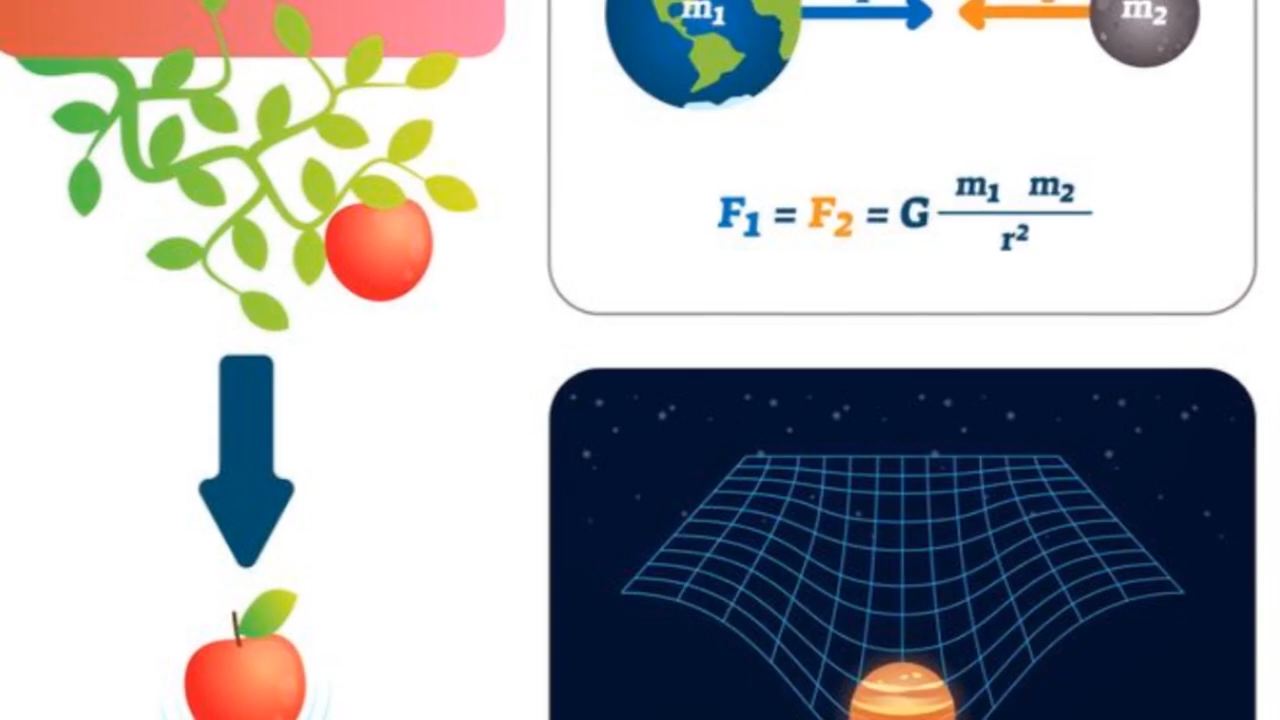 m₁ m₂
F₁ = F₂ = G m₁ m₂
r²